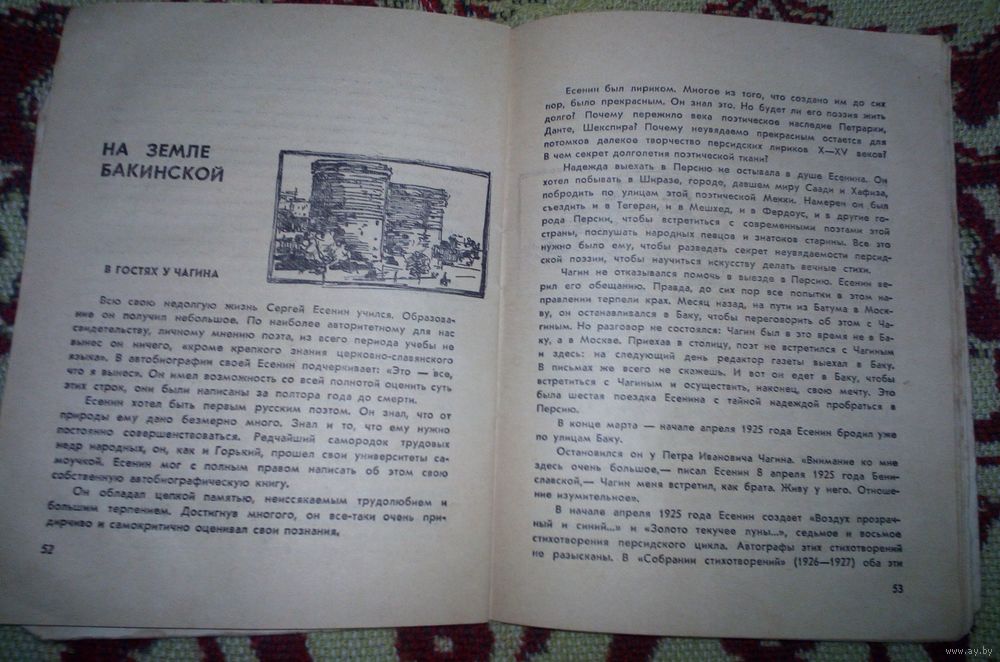 НА ЗЕМЛЕ
БАКИНСКОЙ
В ГОСТЯХ У ЧАГИНА
Всю свою недолгую жизнь Сергей Есенин учился. Образова-
ние он получил небольшое. По наиболее авторитетному для нас
свидетельству, личному мнению поэта, из всего периода учебы не
вынес он ничего, «кроме крепкого знания церковно-славянского
языка». В автобиографии своей Есенин подчеркивает: «Это — все,
что я вынес». Он имел возможность со всей полнотой оценить суть
этих строк, они были написаны за полтора года до смерти.
Есенин хотел быть первым русским поэтом. Он знал, что от
природы ему дано безмерно много. Знал и то, что ему нужно
постоянно совершенствоваться. Редчайший самородок трудовых
недр народных, он, как и Горький, прошел свои университеты са-
моучкой. Есенин мог с полным правом написать об этом свою
собственную автобиографическую книгу.
Он обладал цепкой памятью, неиссякаемым трудолюбием и
большим терпением. Достигнув многого, он все-таки очень при-
дирчиво и самокритично оценивал свои познания.
52
Есенин был лириком. Многое из того, что создано им до сих
пор, было прекрасным. Он знал это. Но будет ли его поэзия жить
долго? Почему пережило века поэтическое наследие Петрарки,
Данте, Шекспира? Почему неувядаемо прекрасным остается для
потомков далекое творчество персидских лириков X—XV веков?
В чем секрет долголетия поэтической ткани?
Надежда выехать в Персию не остывала в душе Есенина. Он
хотел побывать в Ширазе, городе, давшем миру Саади и Хафиза,
побродить по улицам этой поэтической Мекки. Намерен он был
съездить и в Тегеран, и в Мешхед, и в Фердоус, и в другие го-
рода Персии, чтобы встретиться с современными поэтами этой
страны, послушать народных певцов и знатоков старины. Все это
нужно было ему, чтобы разведать секрет неувядаемости персид-
ской поэзии, чтобы научиться искусству делать вечные стихи.
Чагин не отказывался помочь в выезде в Персию. Есенин ве-
рил его обещанию. Правда, до сих пор все попытки в этом на-
правлении терпели крах. Месяц назад, на пути из Батума в Моск-
ву, он останавливался в Баку, чтобы переговорить об этом с Ча-
гиным. Но разговор не состоялся: Чагин был в это время не в Ба-
ку, а в Москве. Приехав в столицу, поэт не встретился с Чагиным
и здесь: на следующий день редактор газеты выехал в Баку.
В письмах же всего не скажешь. И вот он едет в Баку, чтобы
встретиться с Чагиным и осуществить, наконец, свою мечту. Это
была шестая поездка Есенина с тайной надеждой пробраться в
Персию.
В конце марта — начале апреля 1925 года Есенин бродил уже
по улицам Баку.
Остановился он у Петра Ивановича Чагина. «Внимание ко мне
здесь очень большое,— писал Есенин 8 апреля 1925 года Бени-
славской,— Чагин меня встретил, как брата. Живу у него. Отноше-
ние изумительное».
В начале апреля 1925 года Есенин создает «Воздух прозрач-
ный и синий...» и «Золото текучее луны...», седьмое и восьмое
стихотворения персидского цикла. Автографы этих стихотворений
не разысканы. В «Собрании стихотворений» (1926—1927) оба эти
53
www.ay.by